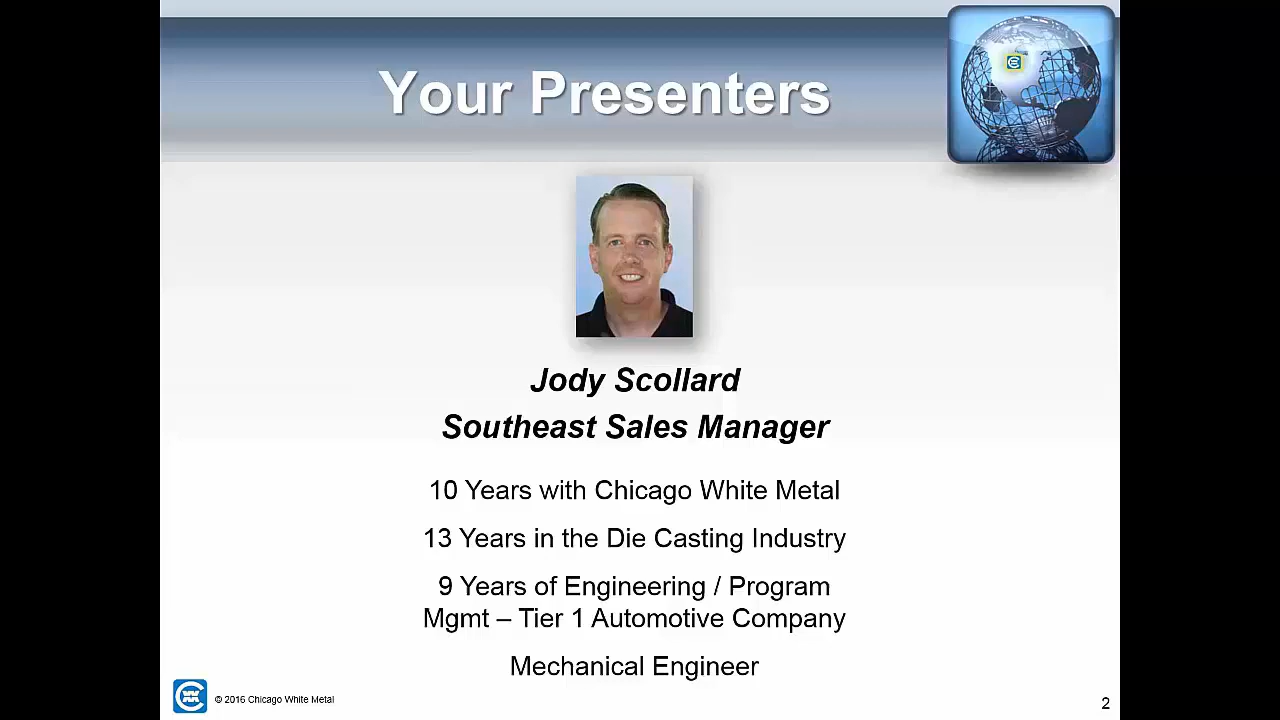 Your Presenters
Jody Scollard
Southeast Sales Manager
10 Years with Chicago White Metal
13 Years in the Die Casting Industry
9 Years of Engineering / Program
Mgmt – Tier 1 Automotive Company
Mechanical Engineer
© 2016 Chicago White Metal
2